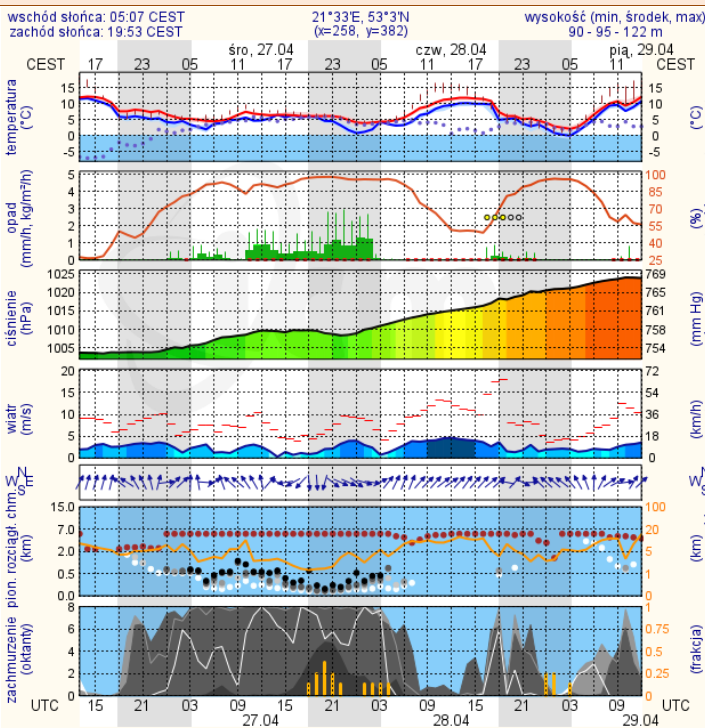 wschód słońca: 05:07 CEST 21°33'E, 53°3'N wysokość (min, środek, max)
zachód słońca: 19:53 CEST (x=258, y=382) 90 - 95 - 122 m
śro, 27.04 czw, 28.04 pią, 29.04
CEST 17 23 05 11 17 23 05 11 17 23 05 11 CEST
temperatura (°C)
15 10 5 0 -5
15 10 5 0 -5
(°C)
opad (mm/h, kg/m²/h)
5 4 3 2 1 0
100 85 70 55 40 25
(%)
ciśnienie (hPa)
1025 1020 1015 1010 1005
769 765 761 758 754
(mm Hg)
wiatr (m/s)
20 15 10 5 0
72 54 36 18 0
(km/h)
N W E S
N W S
pion. rozciągł. chm. (km)
15.0 7.0 2.0 0.5 0.0
100 20 5 1 0
(km)
zachmurzenie (oktanty)
8 6 4 2 0
1 0.75 0.5 0.25 0
(frakcja)
UTC 15 21 03 09 15 21 03 09 15 21 03 09 UTC
27.04 28.04 29.04